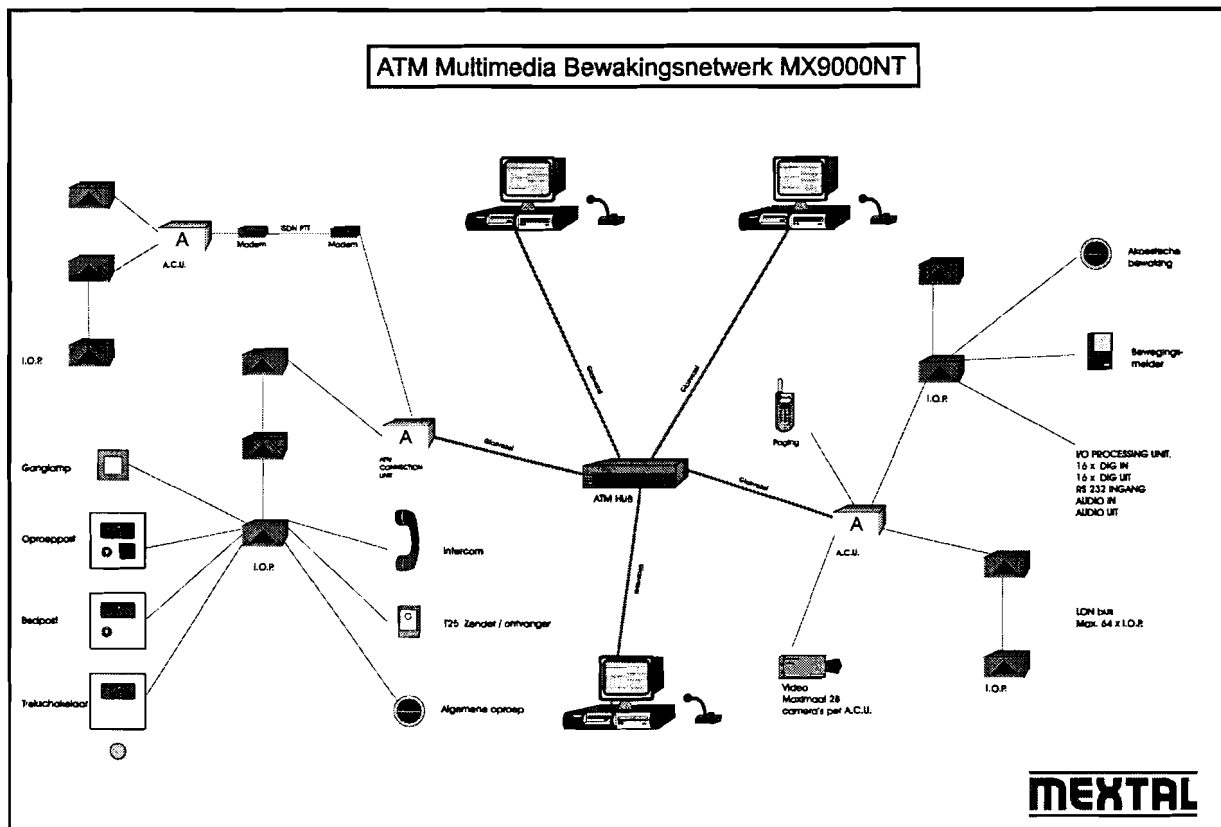 ATM Multimedia Bewakingsnetwerk MX9000NT
A
A.C.U.
Modem
ISDN PTT
Modem
I.O.P.
Akoestische
bewaking
Bewegings-
melder
I.O.P.
Paging
Glasvezel
Glasvezel
Glasvezel
Glasvezel
Glasvezel
A
ATM
CONNECTION
UNIT
ATM HUB
A
A.C.U.
I/O PROCESSING UNIT.
16 x DIG IN
16 x DIG UIT
RS 232 INGANG
AUDIO IN
AUDIO UIT
Ganglamp
Oproeppost
Bedpost
Trekschakelaar
I.O.P.
Intercom
T25 Zender / ontvanger
Algemene oproep
LON bus
Max. 64 x I.O.P.
I.O.P.
Video
Maximaal 28
camera's per A.C.U.
MEXTAL